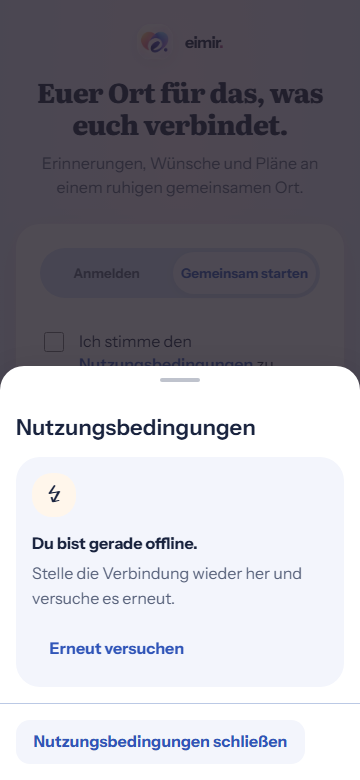 eimir.
Euer Ort für das, was
euch verbindet.
Erinnerungen, Wünsche und Pläne an
einem ruhigen gemeinsamen Ort.
Anmelden
Gemeinsam starten
Ich stimme den
Nutzungsbedingungen zu
Nutzungsbedingungen
Du bist gerade offline.
Stelle die Verbindung wieder her und
versuche es erneut.
Erneut versuchen
Nutzungsbedingungen schließen